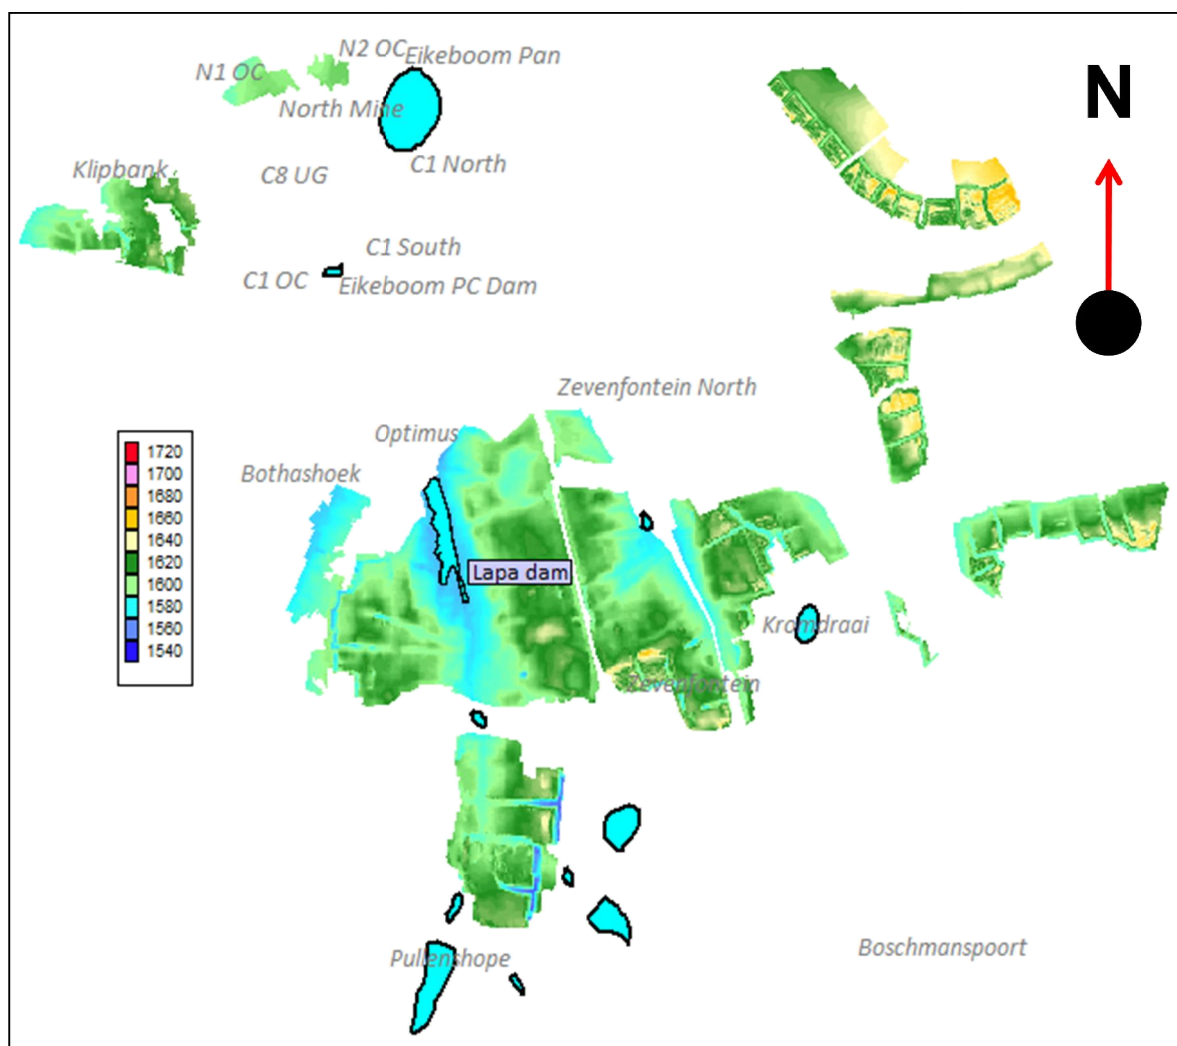 N2 OC
Eikeboom Pan
N1 OC
N
North Mine
C1 North
Klipbank
C8 UG
C1 South
C1 OC
Eikeboom PC Dam
Zevenfontein North
Optimus
Bothashoek
1720
1700
1680
1660
1640
1620
1600
1580
1560
1540
Lapa dam
Kromdraai
Zevenfontein
Pullenshope
Boschmanspoort